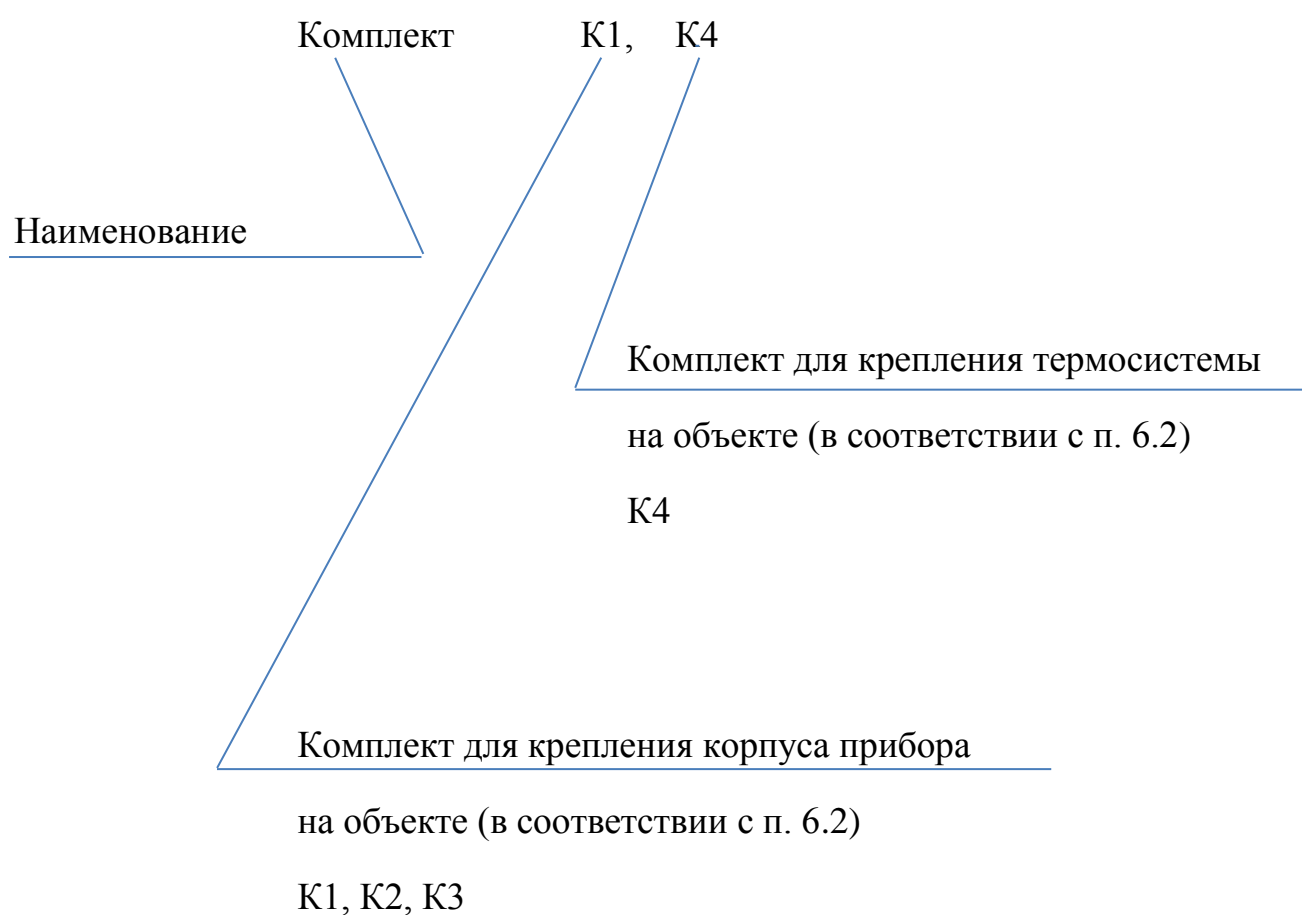 Комплект К1, К4
Наименование
Комплект для крепления термосистемы
на объекте (в соответствии с п. 6.2)
К4
Комплект для крепления корпуса прибора
на объекте (в соответствии с п. 6.2)
К1, К2, К3